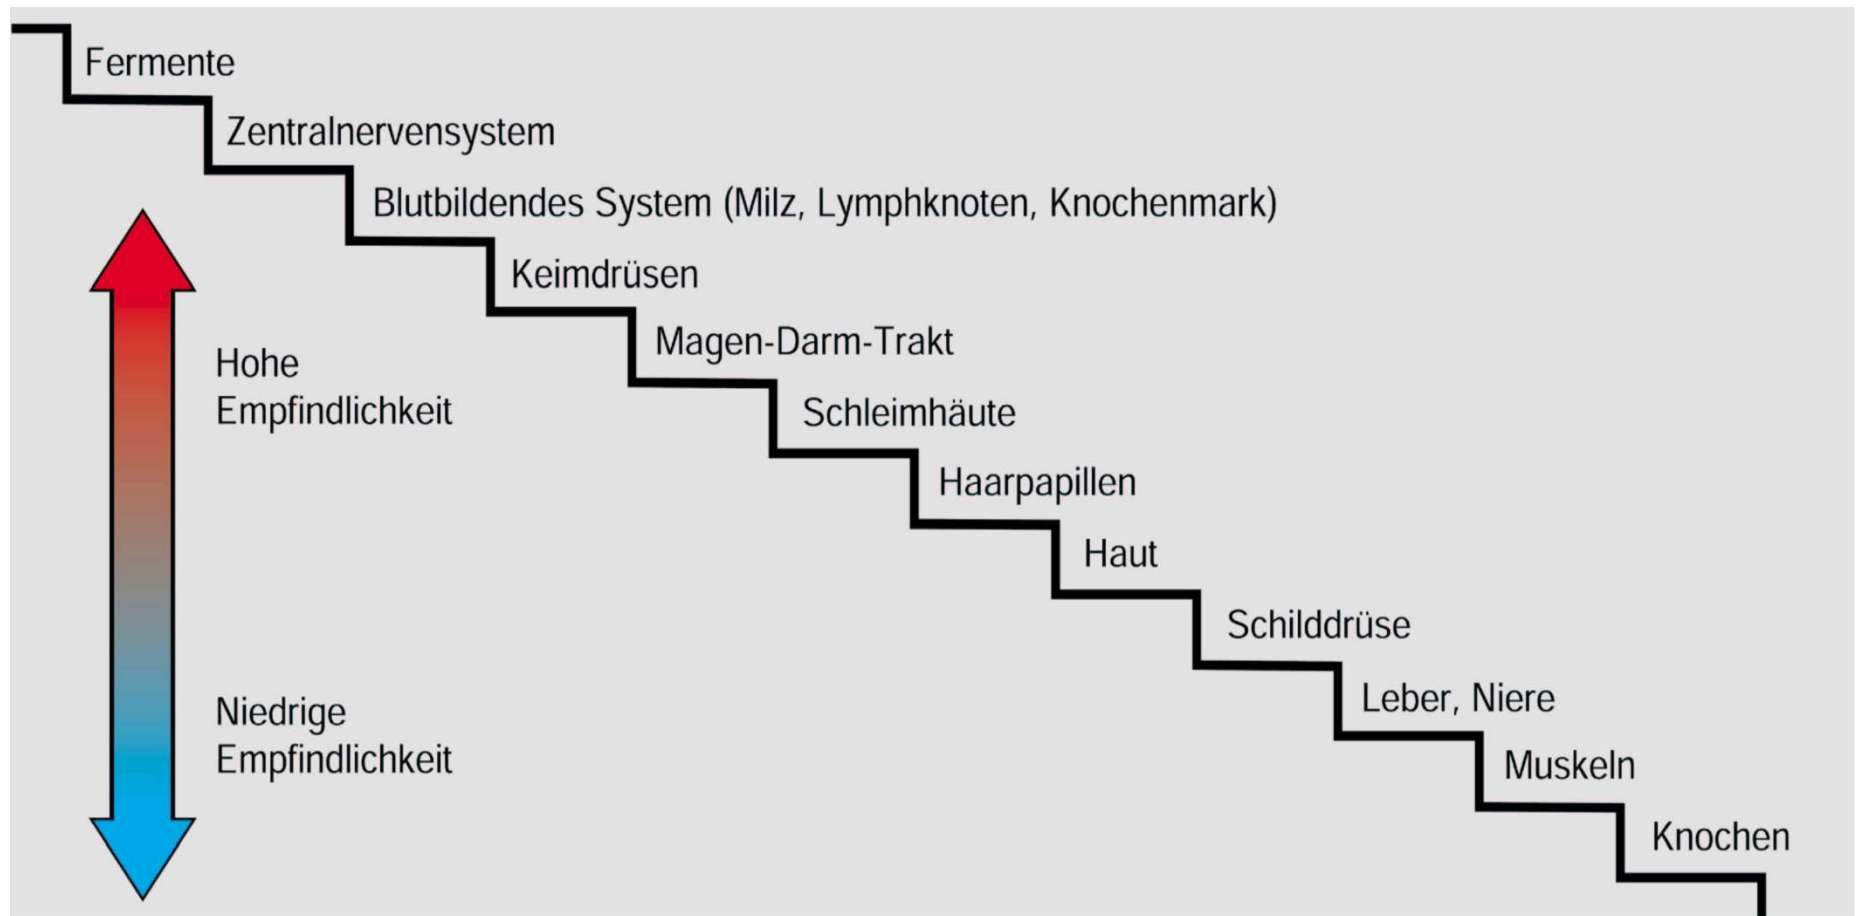 Fermente
Zentralnervensystem
Blutbildendes System (Milz, Lymphknoten, Knochenmark)
Keimdrüsen
Magen-Darm-Trakt
Hohe
Empfindlichkeit
Schleimhäute
Haarpapillen
Haut
Schilddrüse
Leber, Niere
Niedrige
Empfindlichkeit
Muskeln
Knochen